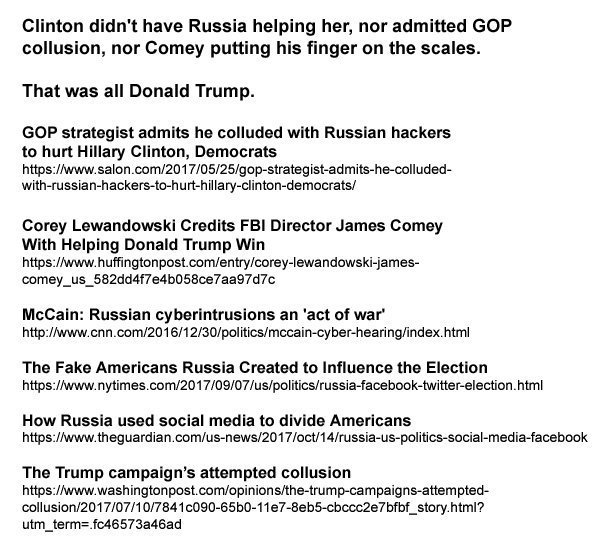 Clinton didn't have Russia helping her, nor admitted GOP
collusion, nor Comey putting his finger on the scales.
That was all Donald Trump.
GOP strategist admits he colluded with Russian hackers
to hurt Hillary Clinton, Democrats
https://www.salon.com/2017/05/25/gop-strategist-admits-he-colluded-
with-russian-hackers-to-hurt-hillary-clinton-democrats/
Corey Lewandowski Credits FBI Director James Comey
With Helping Donald Trump Win
https://www.huffingtonpost.com/entry/corey-lewandowski-james-
comey_us_582dd4f7e4b058ce7aa97d7c
McCain: Russian cyberintrusions an 'act of war'
http://www.cnn.com/2016/12/30/politics/mccain-cyber-hearing/index.html
The Fake Americans Russia Created to Influence the Election
https://www.nytimes.com/2017/09/07/us/politics/russia-facebook-twitter-election.html
How Russia used social media to divide Americans
https://www.theguardian.com/us-news/2017/oct/14/russia-us-politics-social-media-facebook
The Trump campaign’s attempted collusion
https://www.washingtonpost.com/opinions/the-trump-campaigns-attempted-
collusion/2017/07/10/7841c090-65b0-11e7-8eb5-cbccc2e7bfbf_story.html?
utm_term=.fc46573a46ad